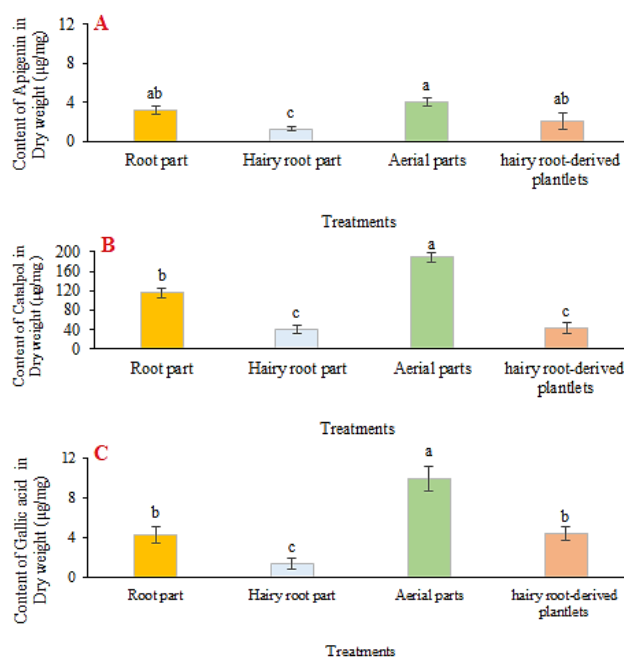 A
Content of Apigenin in
Dry weight (µg/mg)
12
8
4
0
ab
c
a
ab
Root part
Hairy root part
Aerial parts
hairy root-derived
plantlets
Treatments
B
Content of Catalpol in
Dry weight (µg/mg)
200
160
120
80
40
0
b
c
a
c
Root part
Hairy root part
Aerial parts
hairy root-derived
plantlets
Treatments
C
Content of Gallic acid in
Dry weight (µg/mg)
12
8
4
0
b
c
a
b
Root part
Hairy root part
Aerial parts
hairy root-derived
plantlets
Treatments